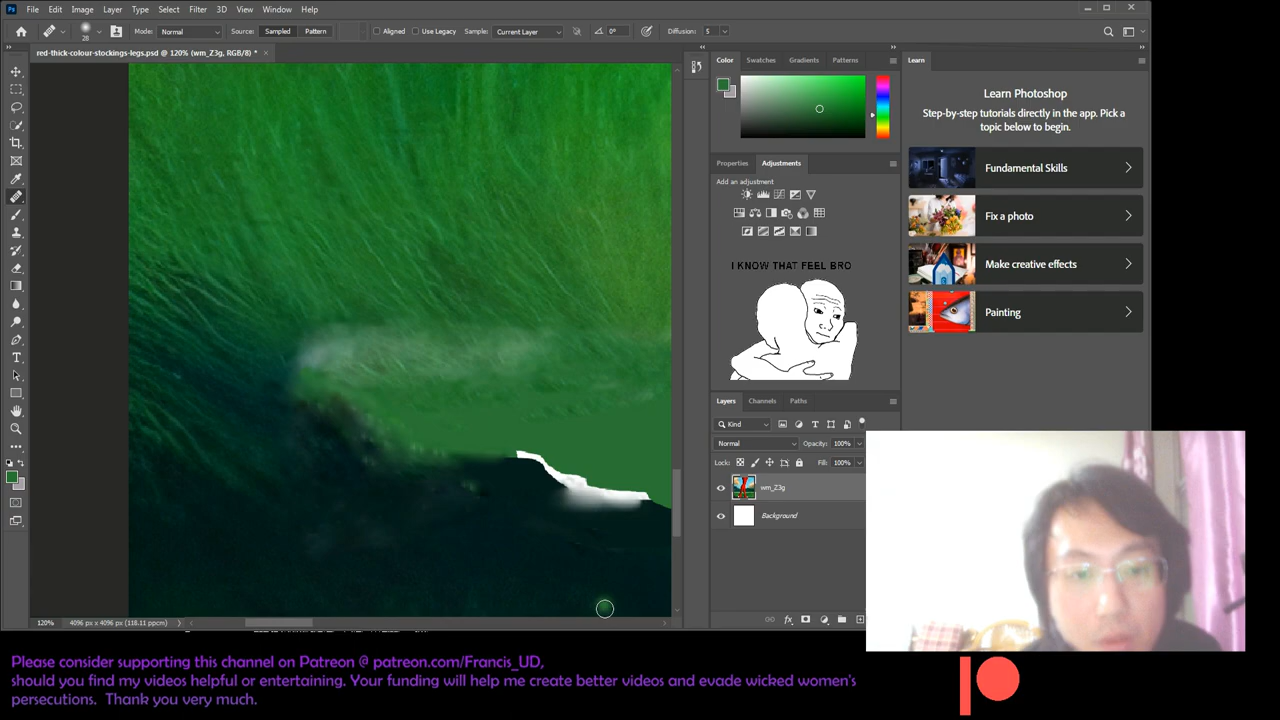 File Edit Image Layer Type Select Filter 3D View Window Help
28 Mode: Normal Source: Sampled Pattern Aligned Use Legacy Sample: Current Layer 0° Diffusion: 5
red-thick-colour-stockings-legs.psd @ 120% (wm_Z3g, RGB/8) *
Color Swatches Gradients Patterns
Learn
Learn Photoshop
Step-by-step tutorials directly in the app. Pick a
topic below to begin.
Fundamental Skills
Fix a photo
Make creative effects
Painting
Properties Adjustments
Add an adjustment
I KNOW THAT FEEL BRO
Layers Channels Paths
Kind
Normal Opacity: 100%
Lock: Fill: 100%
wm_Z3g
Background
120% 4096 px x 4096 px (118.11 ppcm)
Please consider supporting this channel on Patreon @ patreon.com/Francis_UD,
should you find my videos helpful or entertaining. Your funding will help me create better videos and evade wicked women's
persecutions. Thank you very much.